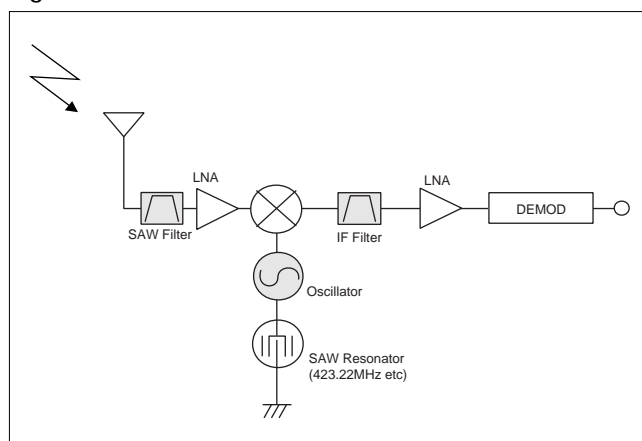 LNA
LNA
SAW Filter
IF Filter
DEMOD
Oscillator
SAW Resonator
(423.22MHz etc)